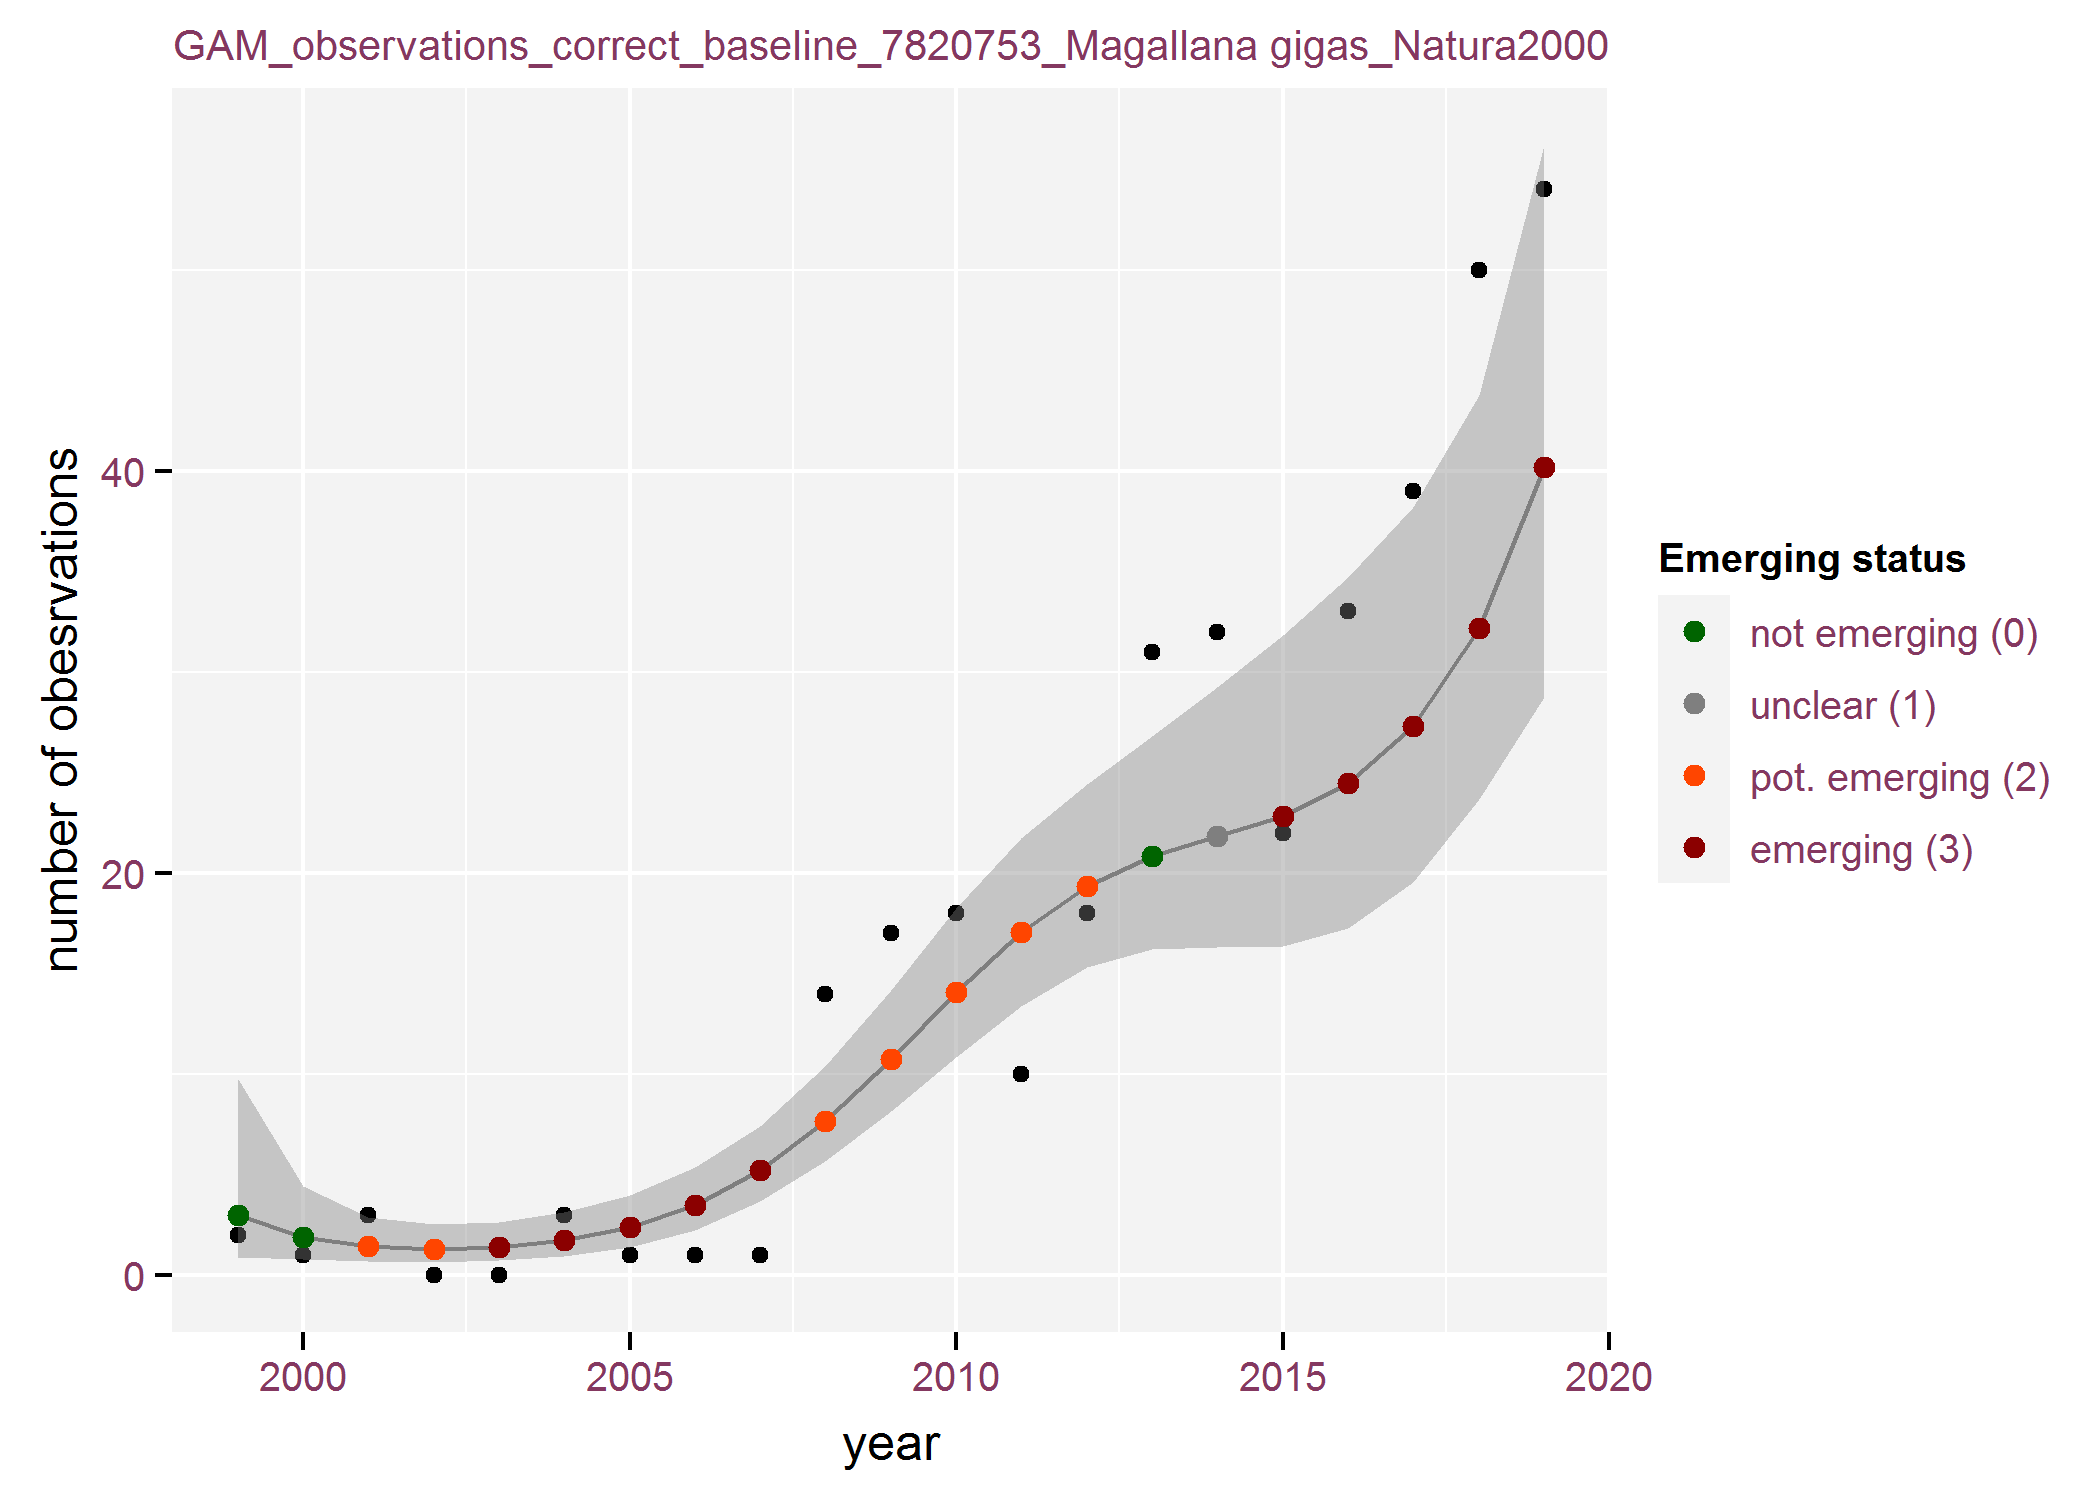 GAM_observations_correct_baseline_7820753_Magallana gigas_Natura2000
number of obesrvations
40
20
0
2000
2005
2010
2015
2020
year
Emerging status
not emerging (0)
unclear (1)
pot. emerging (2)
emerging (3)